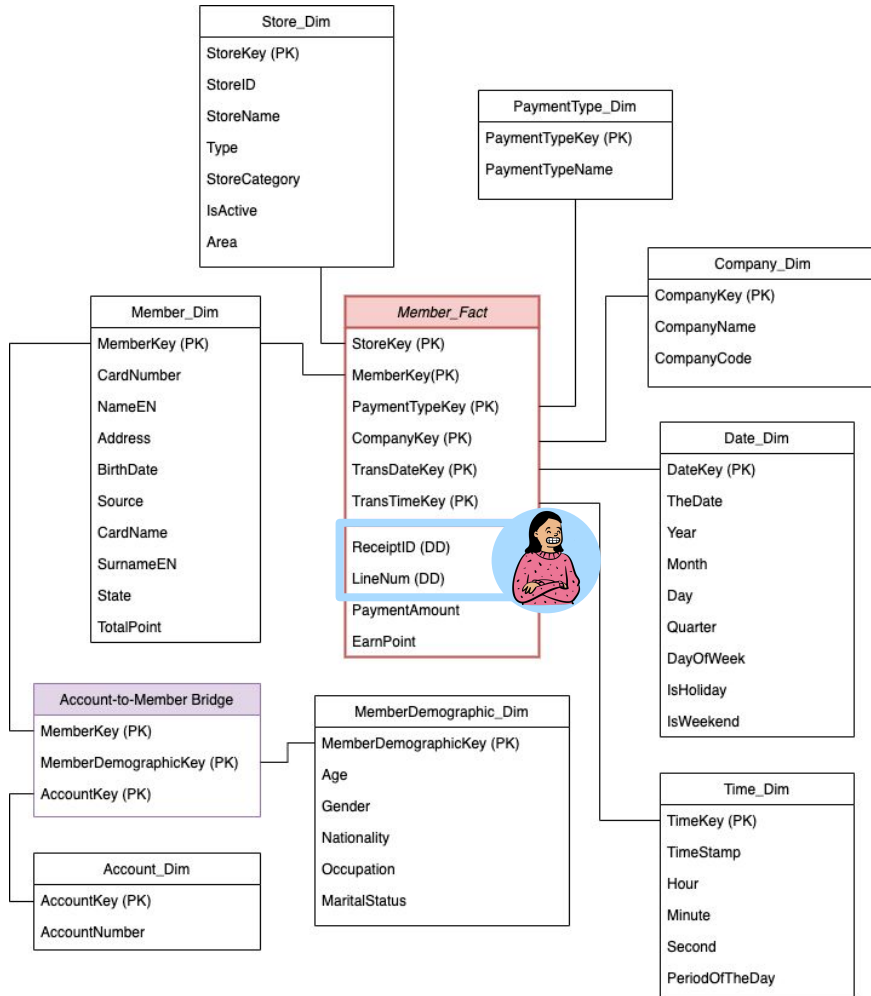 Store_Dim
StoreKey (PK)
StoreID
StoreName
Type
StoreCategory
IsActive
Area
PaymentType_Dim
PaymentTypeKey (PK)
PaymentTypeName
Company_Dim
CompanyKey (PK)
CompanyName
CompanyCode
Member_Dim
MemberKey (PK)
CardNumber
NameEN
Address
BirthDate
Source
CardName
SurnameEN
State
TotalPoint
Member_Fact
StoreKey (PK)
MemberKey(PK)
PaymentTypeKey (PK)
CompanyKey (PK)
TransDateKey (PK)
TransTimeKey (PK)
ReceiptID (DD)
LineNum (DD)
PaymentAmount
EarnPoint
Date_Dim
DateKey (PK)
TheDate
Year
Month
Day
Quarter
DayOfWeek
IsHoliday
IsWeekend
Account-to-Member Bridge
MemberKey (PK)
MemberDemographicKey (PK)
AccountKey (PK)
MemberDemographic_Dim
MemberDemographicKey (PK)
Age
Gender
Nationality
Occupation
MaritalStatus
Account_Dim
AccountKey (PK)
AccountNumber
Time_Dim
TimeKey (PK)
TimeStamp
Hour
Minute
Second
PeriodOfTheDay